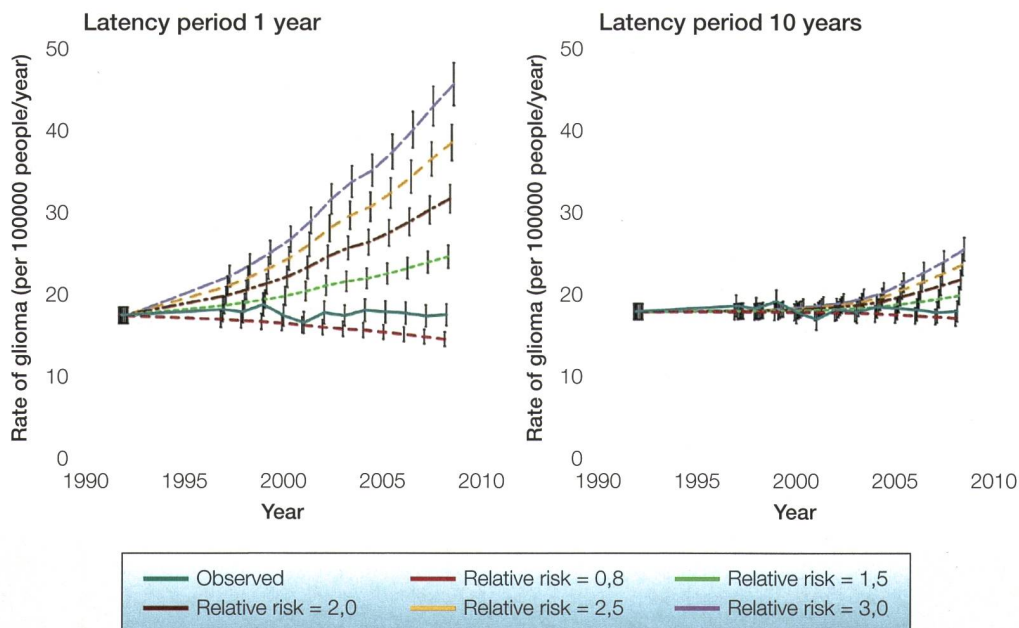 Latency period 1 year
50
40
30
20
10
0
1990 1995 2000 2005 2010
Year
Rate of glioma (per 100000 people/year)
Latency period 10 years
50
40
30
20
10
0
1990 1995 2000 2005 2010
Year
Rate of glioma (per 100000 people/year)
Observed Relative risk = 0,8 Relative risk = 1,5
Relative risk = 2,0 Relative risk = 2,5 Relative risk = 3,0